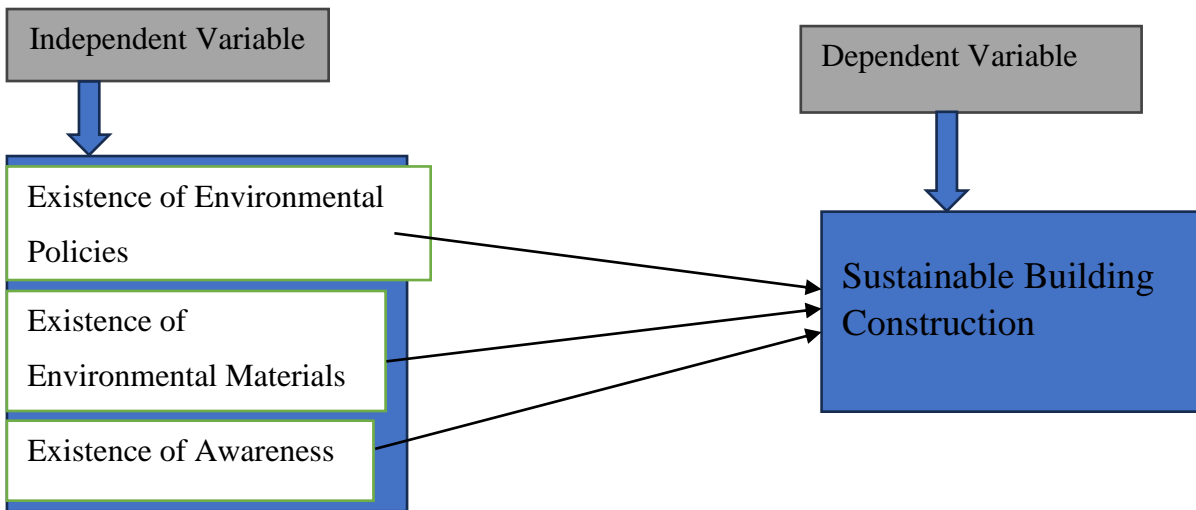 Independent Variable
Dependent Variable
Existence of Environmental
Policies
Existence of
Environmental Materials
Existence of Awareness
Sustainable Building
Construction